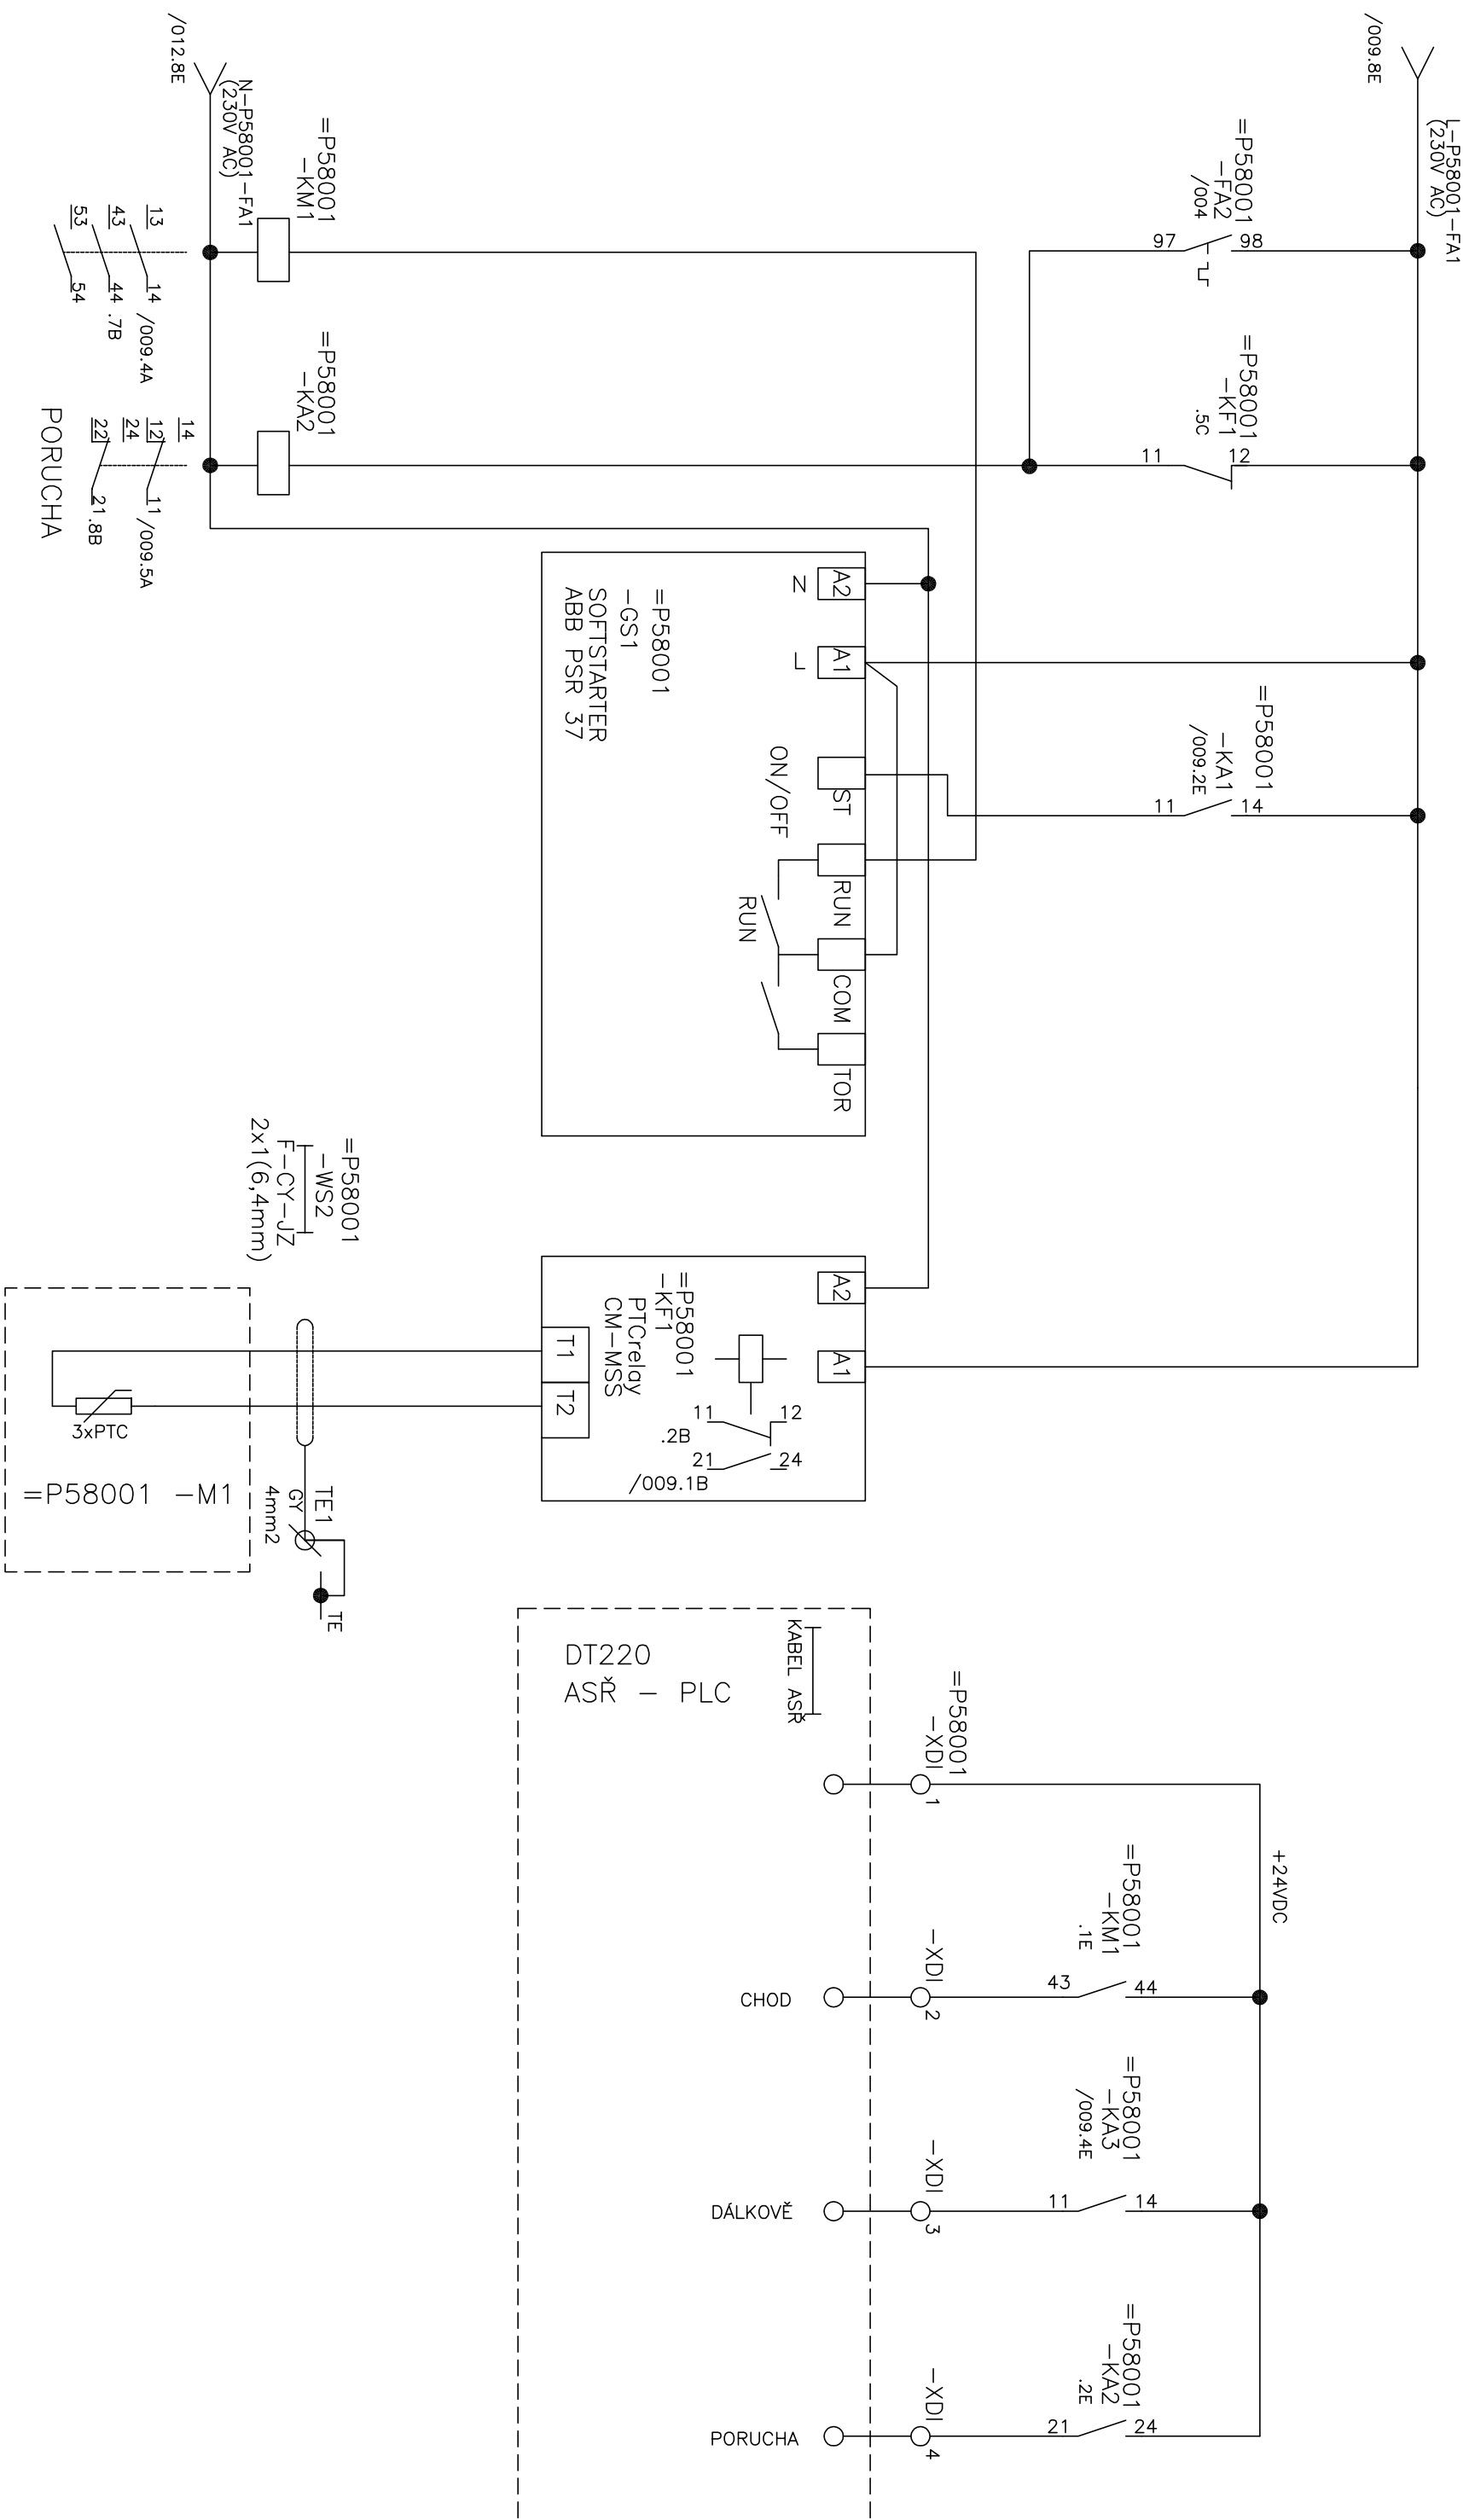 /009.8E
L-P58001-FA1
(230V AC)
=P58001
-FA2
/004
97
98
=P58001
-KF1
.5C
11
12
=P58001
-KA1
/009.2E
11
14
/012.8E
N-P58001-FA1
(230V AC)
=P58001
-KM1
=P58001
-KA2
13
14
/009.4A
43
44
.7B
53
54
14
12
11
/009.5A
24
22
21
.8B
PORUCHA
A2
N
A1
L
ST
ON/OFF
RUN
RUN
COM
TOR
=P58001
-GS1
SOFTSTARTER
ABB PSR 37
A2
A1
=P58001
-KF1
PTCrelay
CM-MSS
11
12
.2B
21
24
/009.1B
T1
T2
=P58001
-WS2
F-CY-JZ
2x1(6,4mm)
3xPTC
=P58001 -M1
TE1
GY
4mm2
TE
DT220
ASŘ - PLC
KABEL ASŘ
+24VDC
=P58001
-XDI
1
=P58001
-KM1
.1E
43
44
-XDI
2
CHOD
=P58001
-KA3
/009.4E
11
14
-XDI
3
DÁLKOVĚ
=P58001
-KA2
.2E
21
24
-XDI
4
PORUCHA